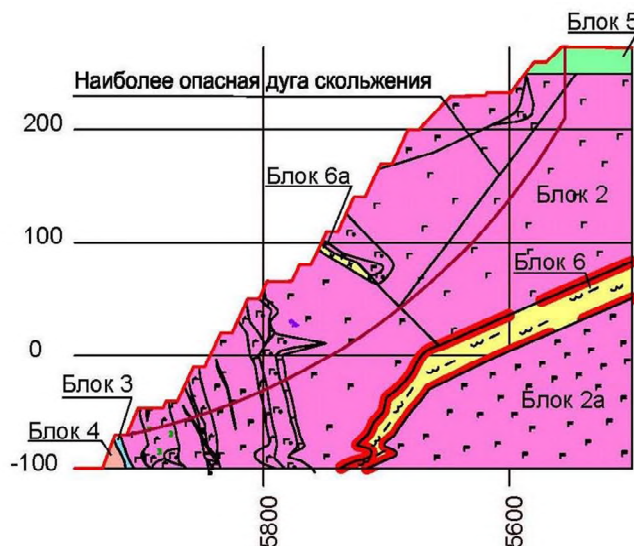 Блок 5
Наиболее опасная дуга скольжения
200
Блок 6а
Блок 2
100
Блок 6
0
Блок 3
Блок 2а
Блок 4
-100
5800
5600